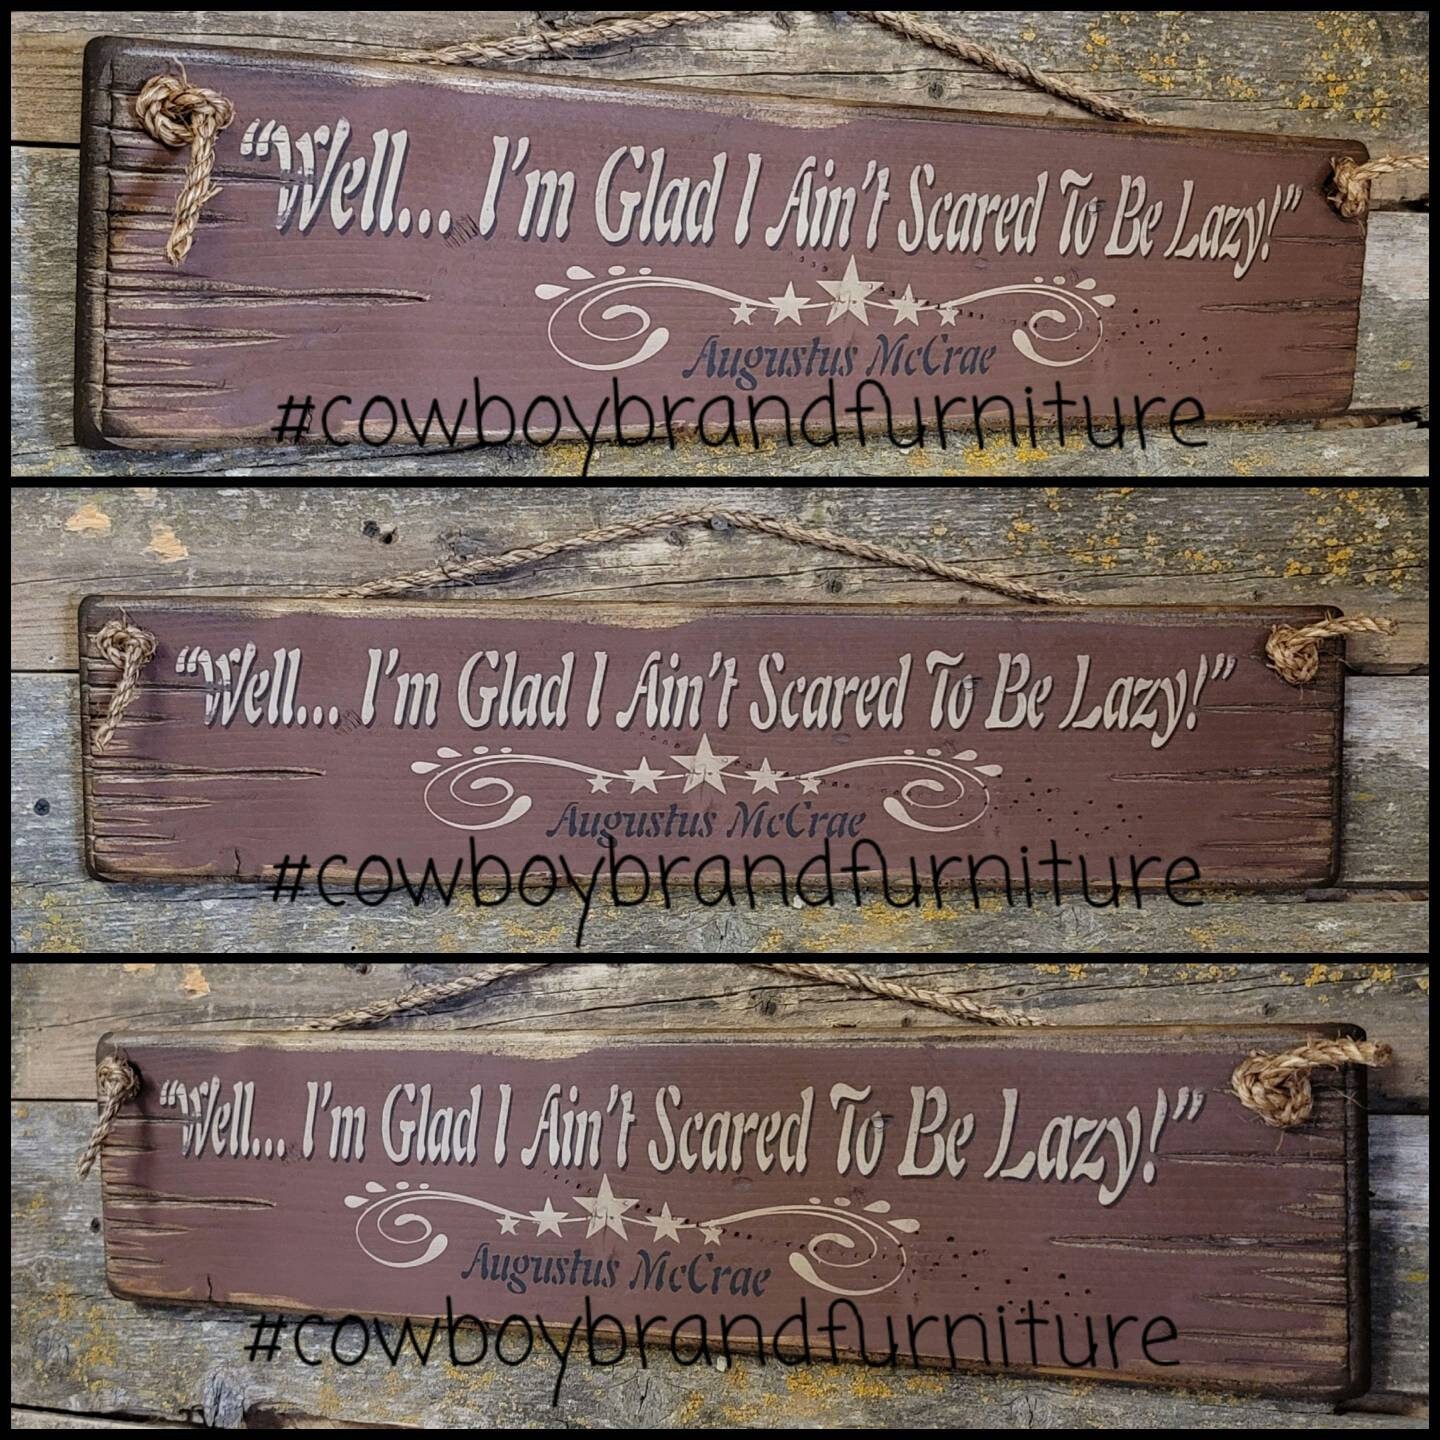 “Well... I'm Glad I Ain't Scared To Be Lazy!”
Augustus McCrae
#cowboybrandfurniture
“Well... I'm Glad I Ain't Scared To Be Lazy!”
Augustus McCrae
#cowboybrandfurniture
“Well... I'm Glad I Ain't Scared To Be Lazy!”
Augustus McCrae
#cowboybrandfurniture